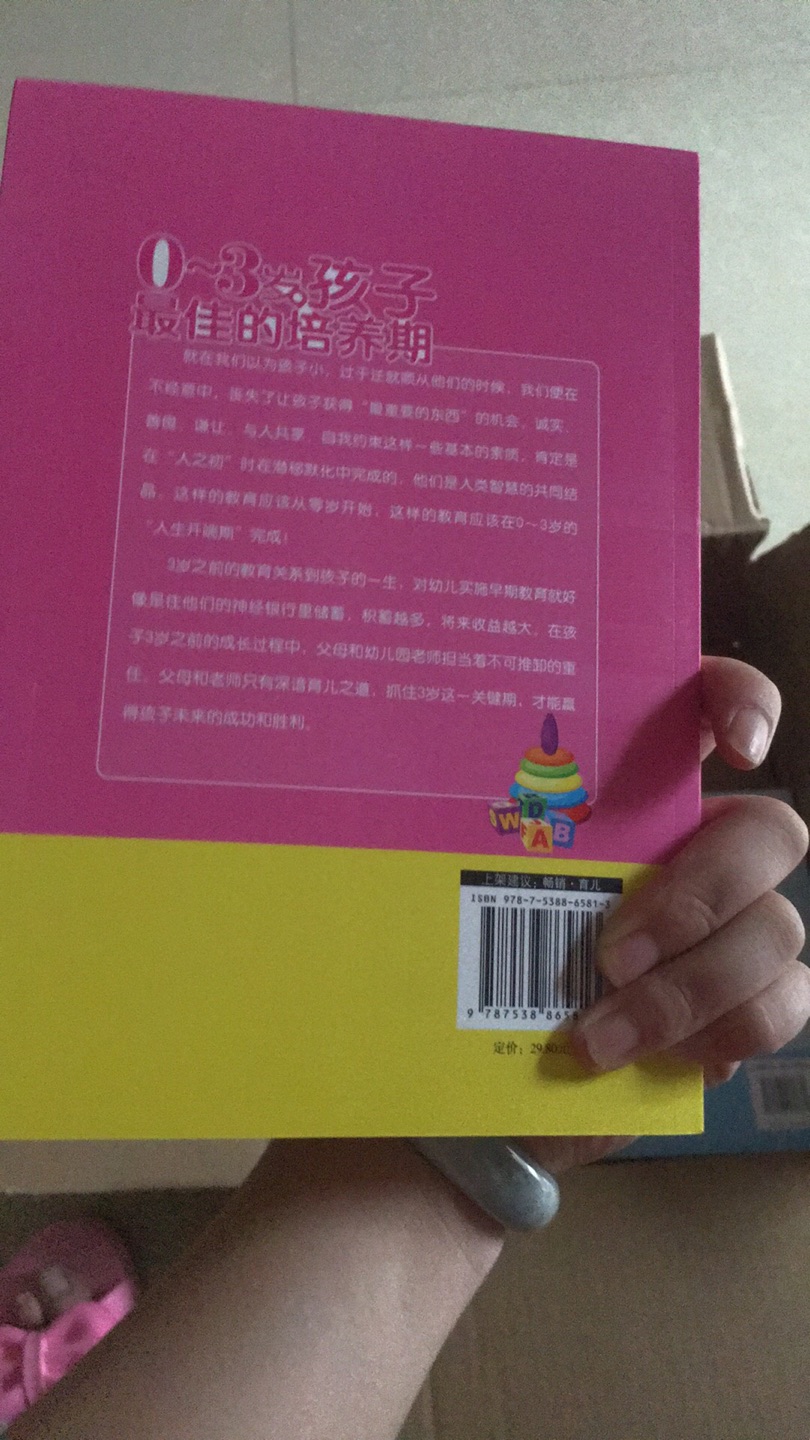 0~3岁孩子
最佳的培养期
就在我们以为孩子小，过于迁就顺从他们的时候，我们便在
不经意中，丧失了让孩子获得“最重要的东西”的机会。诚实、
善良、谦让、与人共享、自我约束这样一些基本的素质，肯定是
在“人之初”时在潜移默化中完成的，他们是人类智慧的共同结
晶。这样的教育应该从零岁开始，这样的教育应该在0~3岁的
“人生开端期”完成！
3岁之前的教育关系到孩子的一生，对幼儿实施早期教育就好
像是往他们的神经银行里储蓄，积蓄越多，将来收益越大。在孩
子3岁之前的成长过程中，父母和幼儿园老师担当着不可推卸的重
任。父母和老师只有深谙育儿之道，抓住3岁这一关键期，才能赢
得孩子未来的成功和胜利。
W D A B
上架建议：畅销·育儿
ISBN 978-7-5388-6581-3
9 787538 8658
定价：29.80元